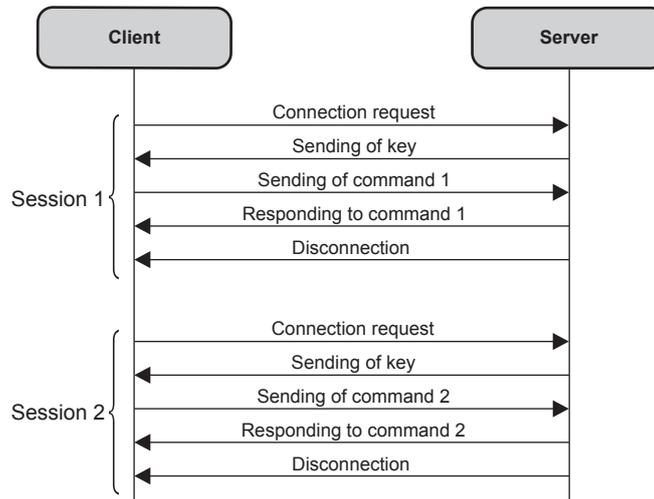 Client
Server
Connection request
Sending of key
Session 1
Sending of command 1
Responding to command 1
Disconnection
Connection request
Sending of key
Session 2
Sending of command 2
Responding to command 2
Disconnection